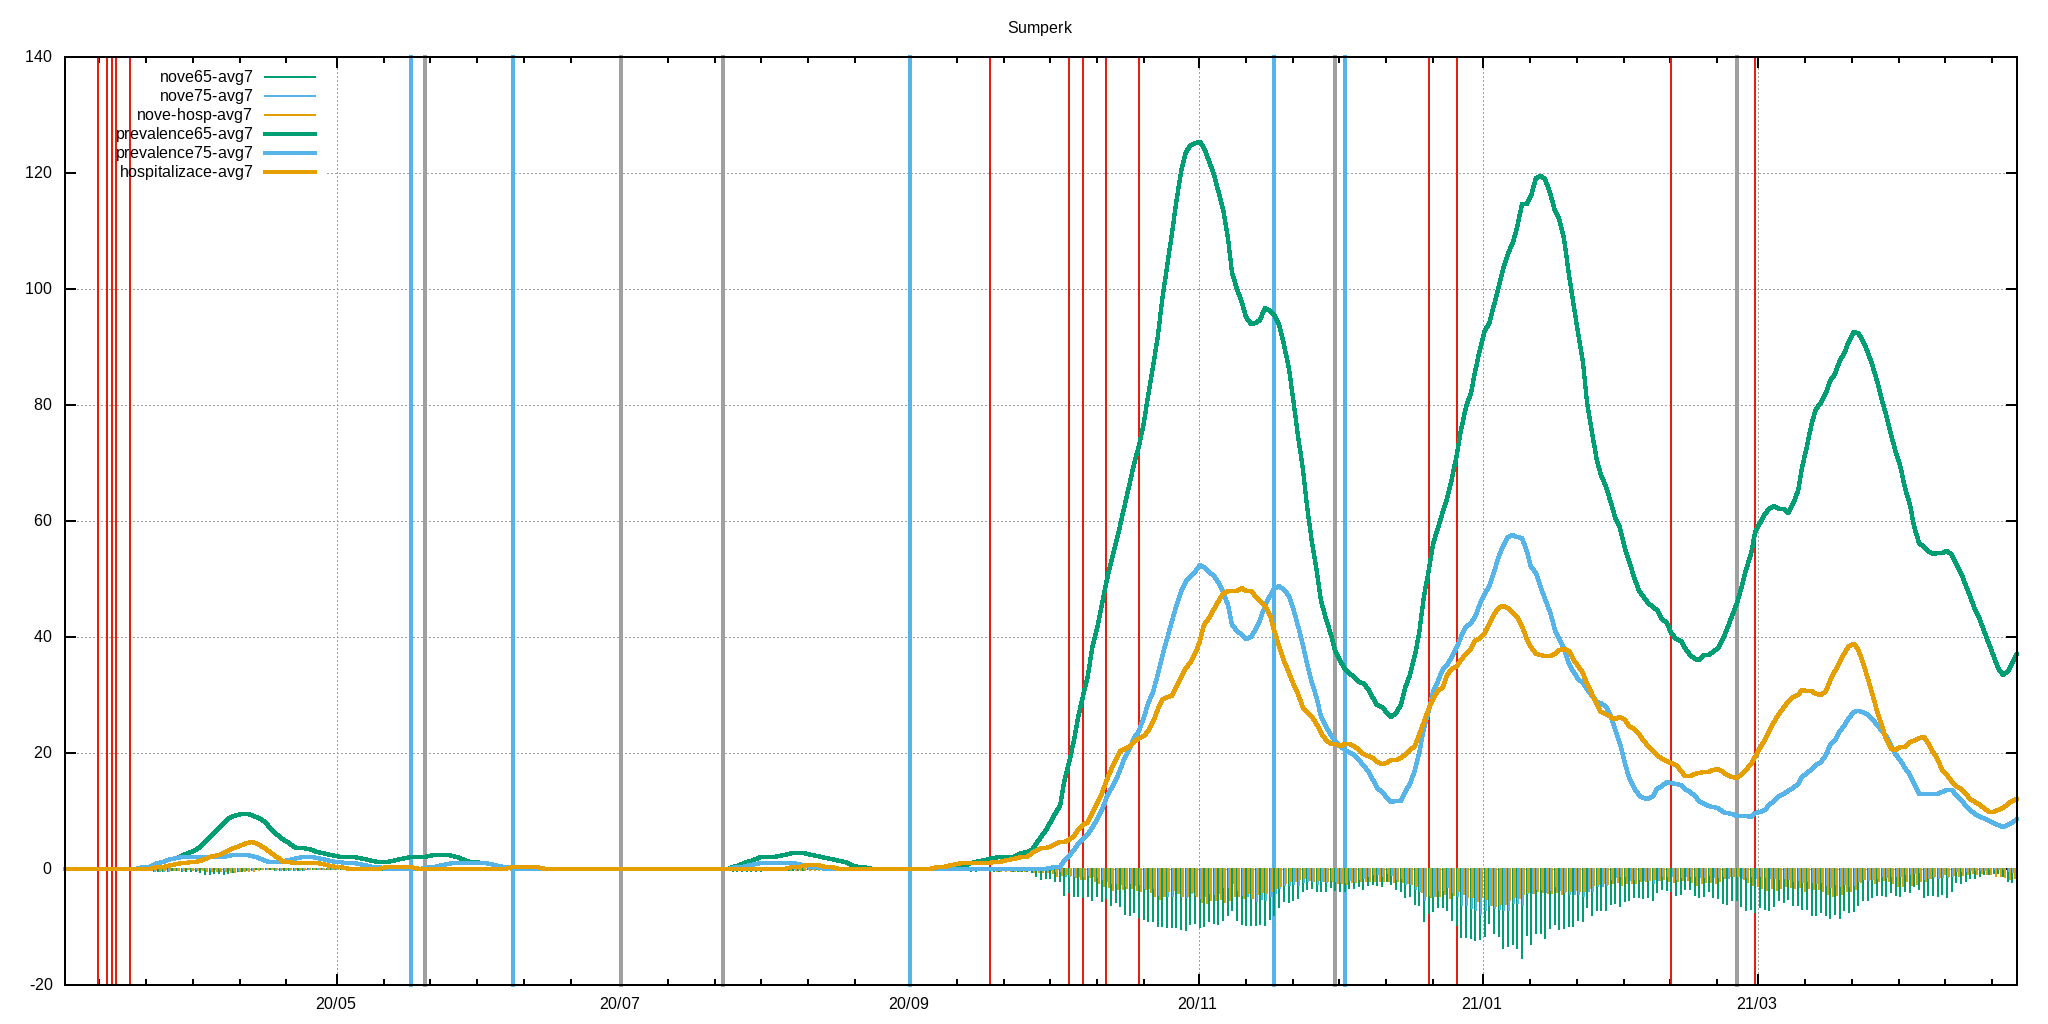 Sumperk
140
120
100
80
60
40
20
0
-20
nove65-avg7
nove75-avg7
nove-hosp-avg7
prevalence65-avg7
prevalence75-avg7
hospitalizace-avg7
20/05 20/07 20/09 20/11 21/01 21/03